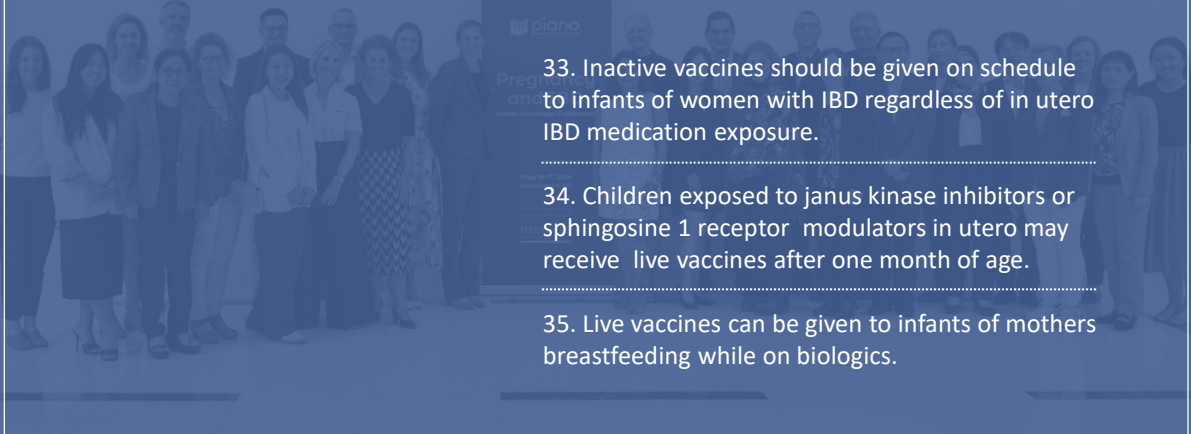 piano
Pregnancy
33. Inactive vaccines should be given on schedule
to infants of women with IBD regardless of in utero
IBD medication exposure.
34. Children exposed to janus kinase inhibitors or
sphingosine 1 receptor  modulators in utero may
receive  live vaccines after one month of age.
35. Live vaccines can be given to infants of mothers
breastfeeding while on biologics.